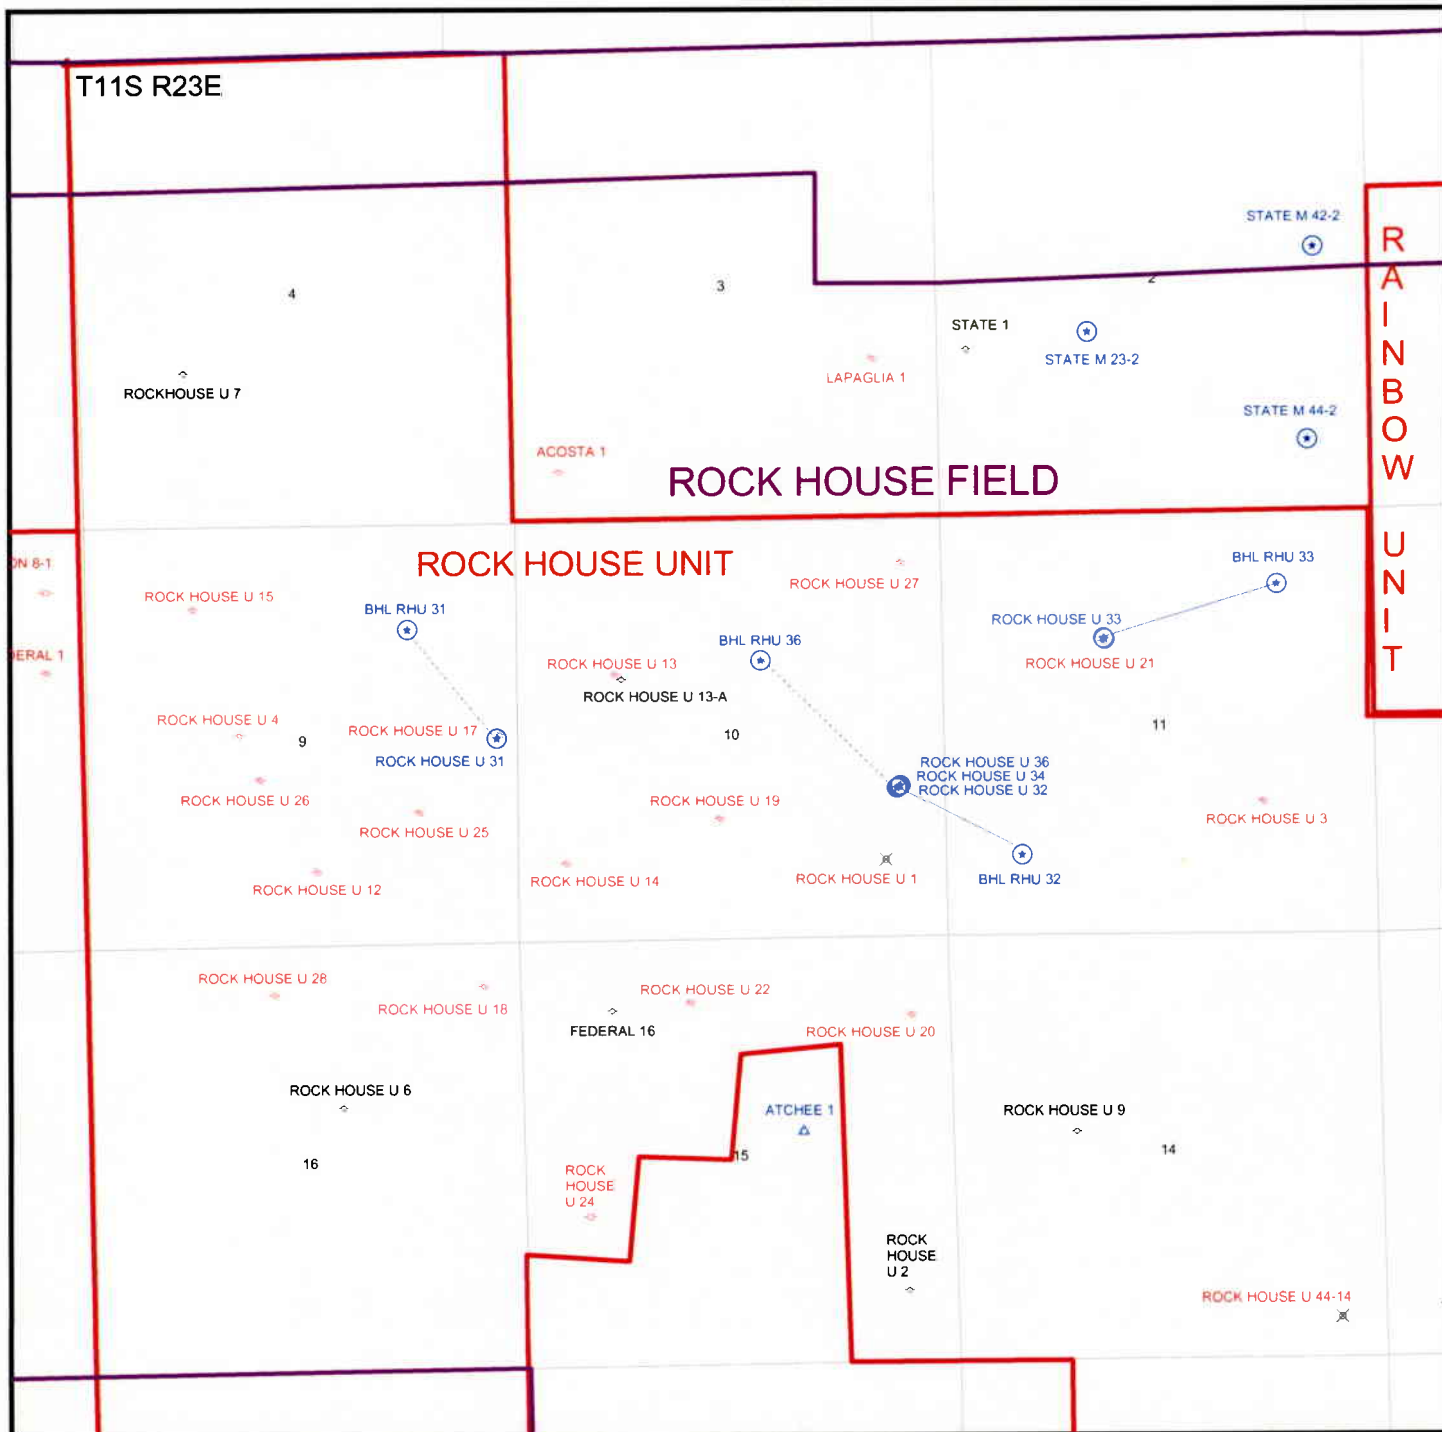 T11S R23E
STATE M 42-2
RAINBOW UNIT
4
3
2
STATE 1
STATE M 23-2
LAPAGLIA 1
ROCKHOUSE U 7
STATE M 44-2
ACOSTA 1
ROCK HOUSE FIELD
ROCK HOUSE UNIT
ON 8-1
BHL RHU 33
ROCK HOUSE U 27
ROCK HOUSE U 15
BHL RHU 31
ROCK HOUSE U 33
BHL RHU 36
DERAL 1
ROCK HOUSE U 13
ROCK HOUSE U 21
ROCK HOUSE U 13-A
ROCK HOUSE U 4
9
ROCK HOUSE U 17
10
11
ROCK HOUSE U 31
ROCK HOUSE U 36
ROCK HOUSE U 34
ROCK HOUSE U 32
ROCK HOUSE U 26
ROCK HOUSE U 19
ROCK HOUSE U 3
ROCK HOUSE U 25
ROCK HOUSE U 12
ROCK HOUSE U 14
ROCK HOUSE U 1
BHL RHU 32
ROCK HOUSE U 28
ROCK HOUSE U 18
ROCK HOUSE U 22
FEDERAL 16
ROCK HOUSE U 20
ROCK HOUSE U 6
ATCHEE 1
ROCK HOUSE U 9
16
15
14
ROCK
HOUSE
U 24
ROCK
HOUSE
U 2
ROCK HOUSE U 44-14